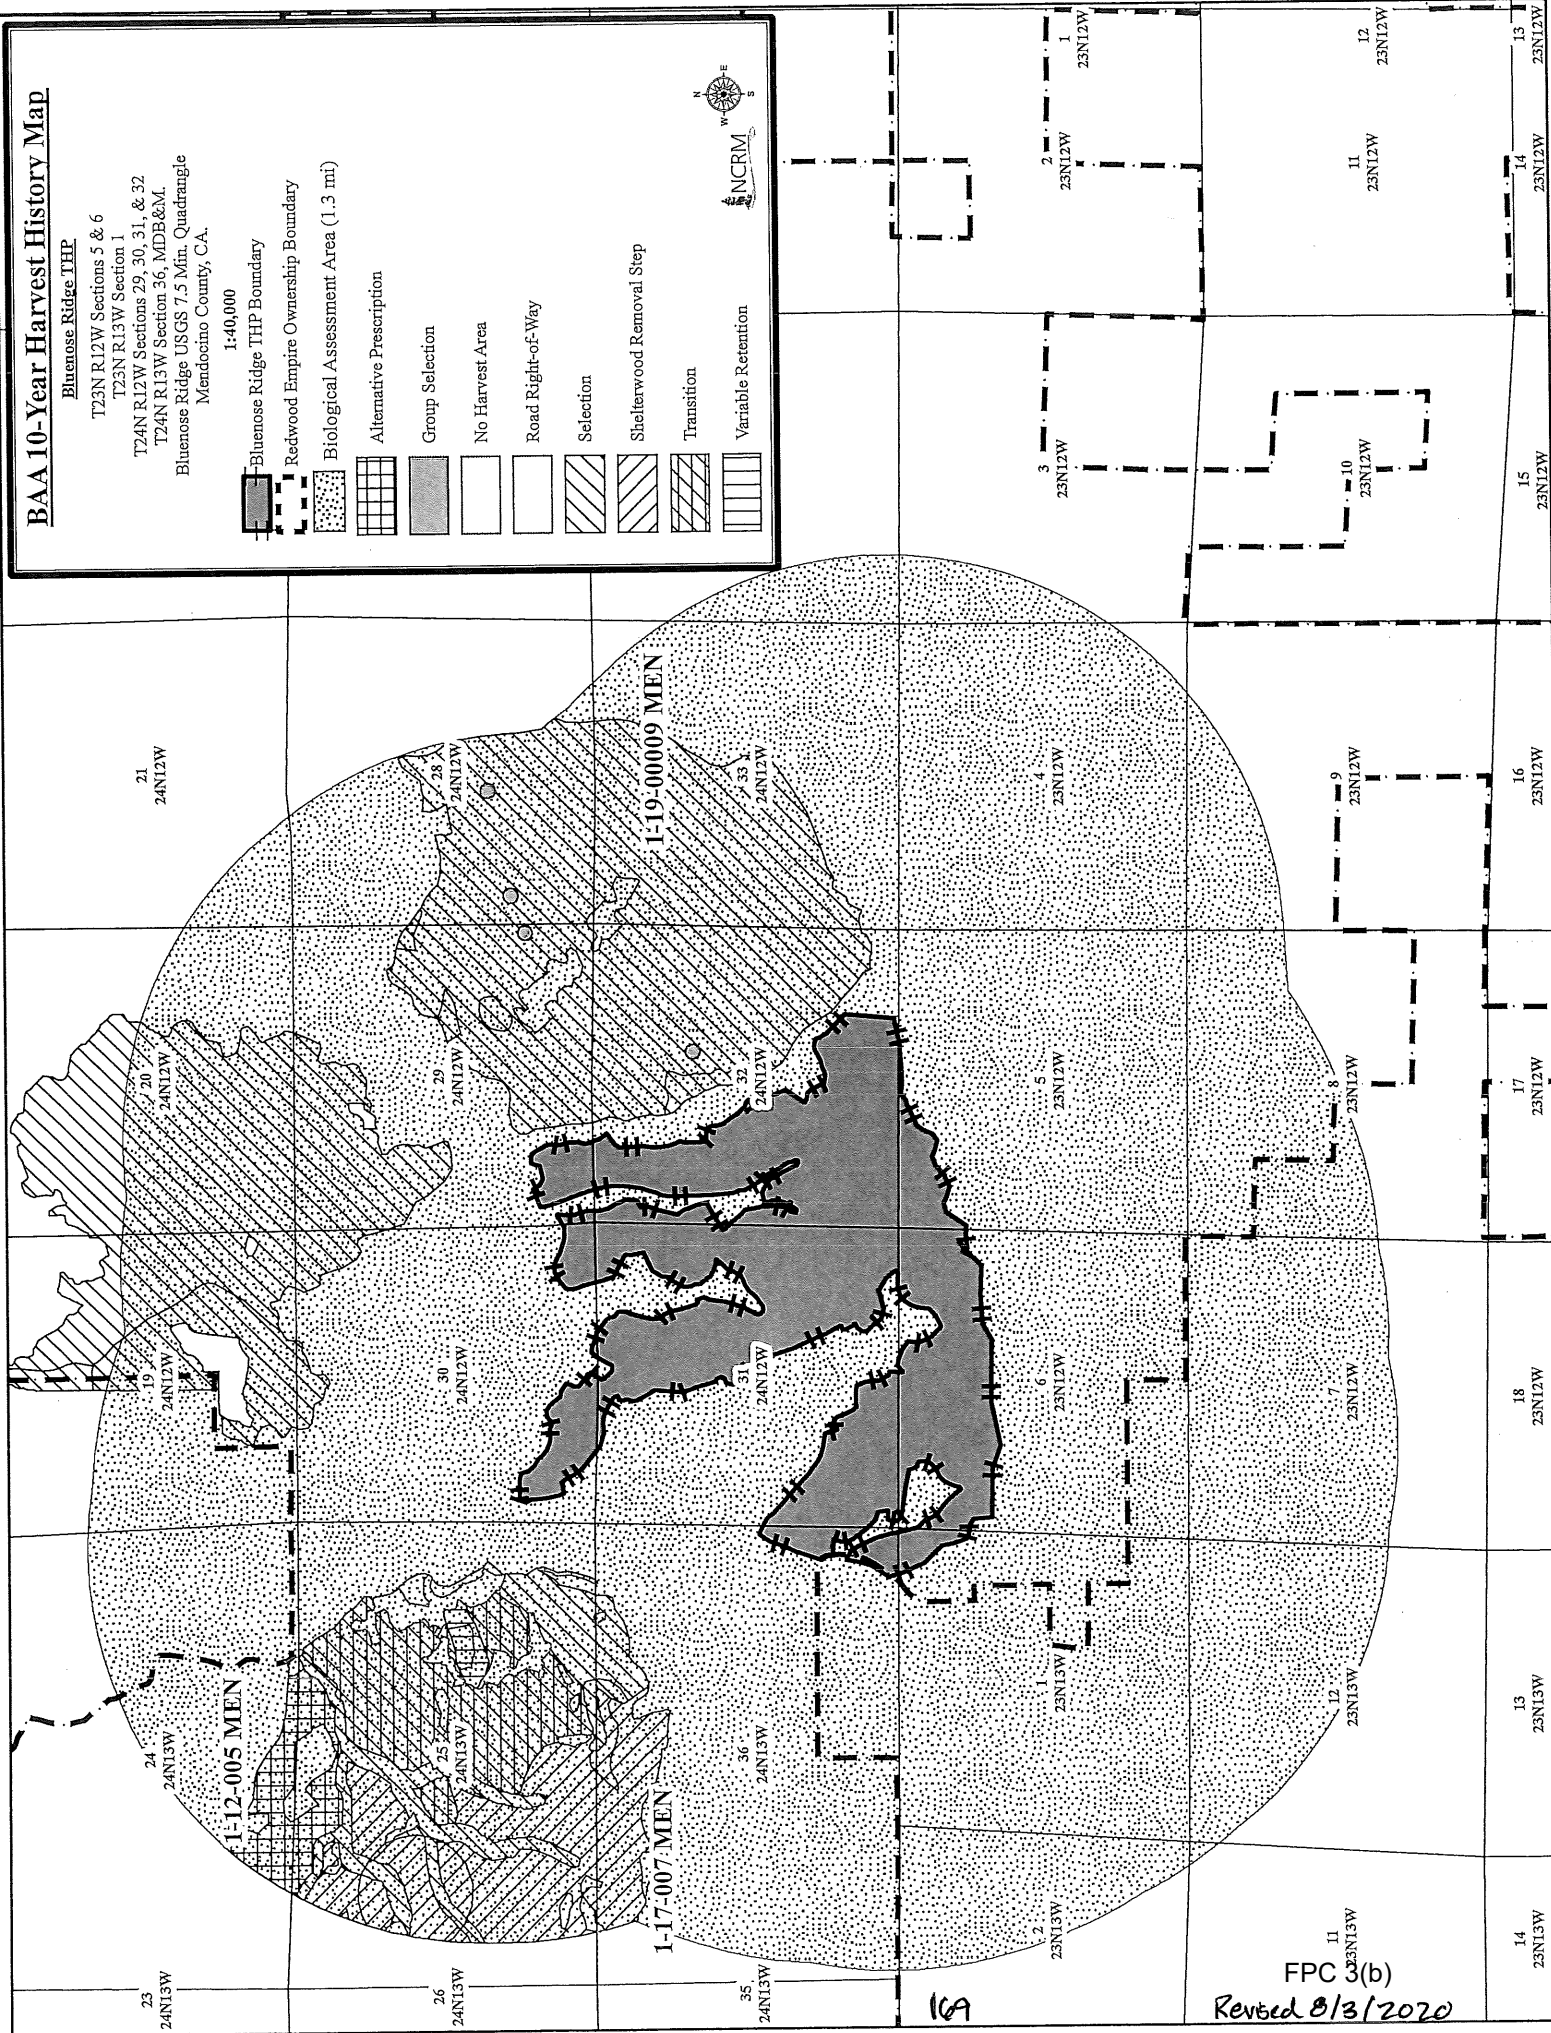 BAA 10-Year Harvest History Map
Bluenose Ridge THP
T23N R12W Sections 5 & 6
T23N R13W Section 1
T24N R12W Sections 29, 30, 31, & 32
T24N R13W Section 36, MDB&M.
Bluenose Ridge USGS 7.5 Min. Quadrangle
Mendocino County, CA.
1:40,000
Bluenose Ridge THP Boundary
Redwood Empire Ownership Boundary
Biological Assessment Area (1.3 mi)
Alternative Prescription
Group Selection
No Harvest Area
Road Right-of-Way
Selection
Shelterwood Removal Step
Transition
Variable Retention
NCRM
N
W
E
S
23
24N13W
24
24N13W
19
24N12W
20
24N12W
21
24N12W
1-12-005 MEN
26
24N13W
25
24N13W
30
24N12W
29
24N12W
28
24N12W
1-17-007 MEN
1-19-00009 MEN
35
24N13W
36
24N13W
31
24N12W
32
24N12W
33
24N12W
2
23N13W
1
23N13W
6
23N12W
5
23N12W
4
23N12W
3
23N12W
2
23N12W
1
23N12W
11
23N13W
12
23N13W
7
23N12W
8
23N12W
9
23N12W
10
23N12W
11
23N12W
12
23N12W
14
23N13W
13
23N13W
18
23N12W
17
23N12W
16
23N12W
15
23N12W
14
23N12W
13
23N12W
169
FPC 3(b)
Revised 8/3/2020